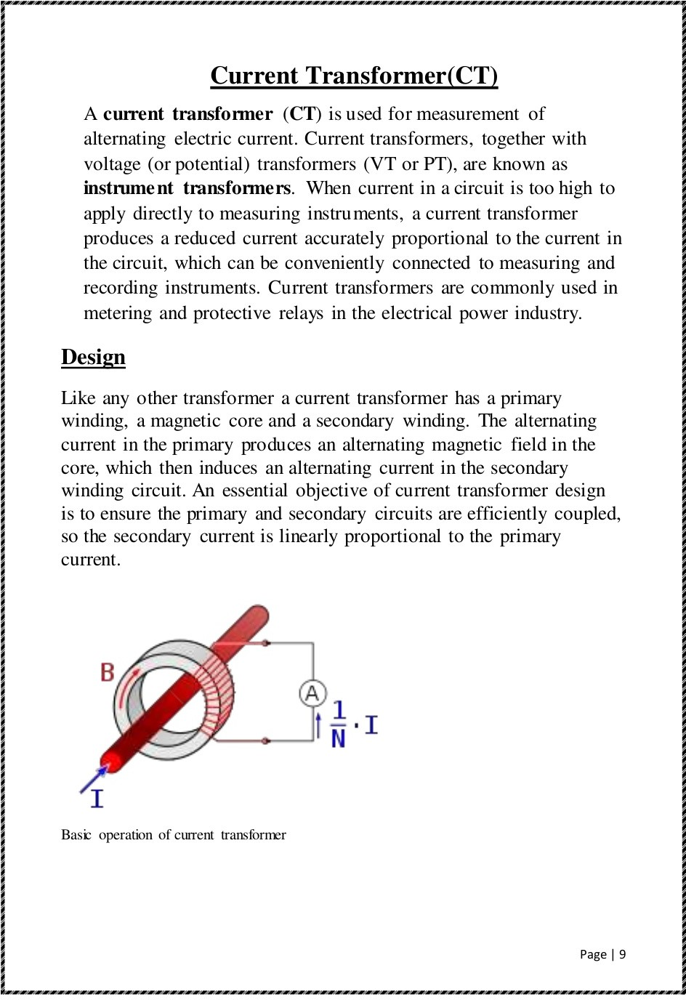 Current Transformer(CT)
A current transformer (CT) is used for measurement of
alternating electric current. Current transformers, together with
voltage (or potential) transformers (VT or PT), are known as
instrument transformers. When current in a circuit is too high to
apply directly to measuring instruments, a current transformer
produces a reduced current accurately proportional to the current in
the circuit, which can be conveniently connected to measuring and
recording instruments. Current transformers are commonly used in
metering and protective relays in the electrical power industry.
Design
Like any other transformer a current transformer has a primary
winding, a magnetic core and a secondary winding. The alternating
current in the primary produces an alternating magnetic field in the
core, which then induces an alternating current in the secondary
winding circuit. An essential objective of current transformer design
is to ensure the primary and secondary circuits are efficiently coupled,
so the secondary current is linearly proportional to the primary
current.
B
A
1
N
· I
I
Basic operation of current transformer
Page | 9